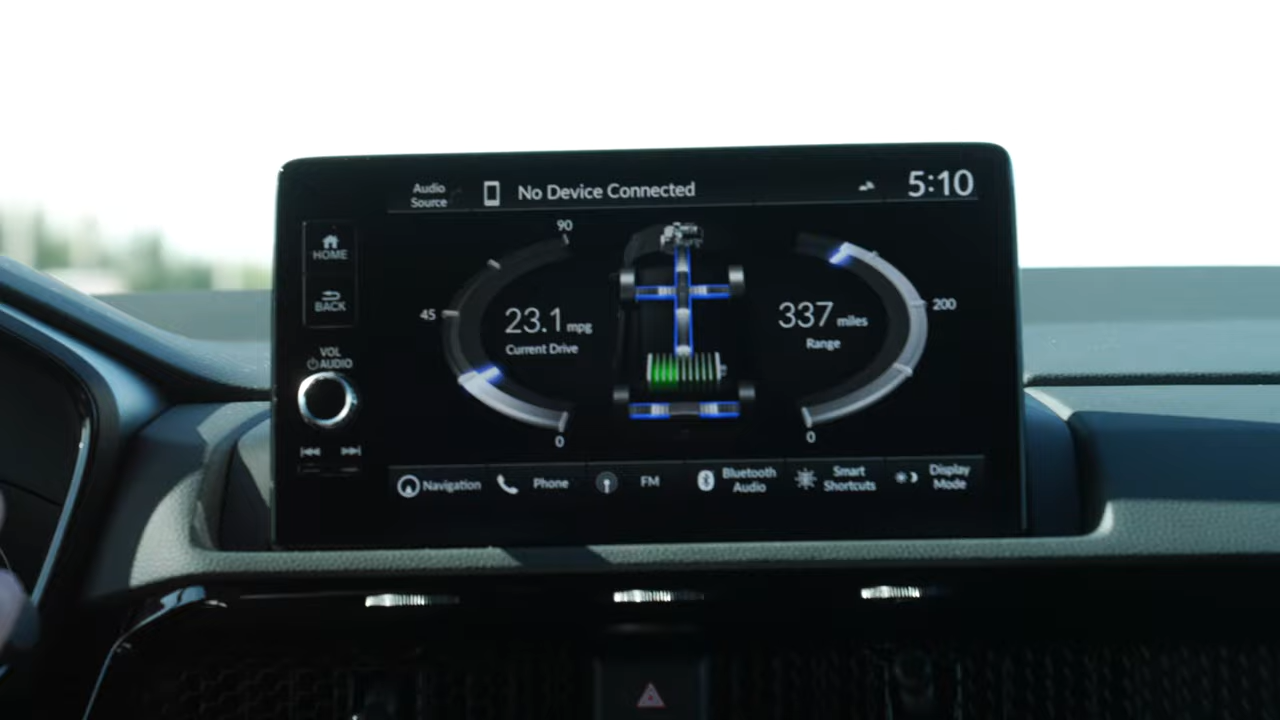 Audio
Source
No Device Connected
5:10
HOME
BACK
VOL
AUDIO
90
45
23.1 mpg
Current Drive
0
337 miles
Range
200
0
Navigation
Phone
FM
Bluetooth
Audio
Smart
Shortcuts
Display
Mode